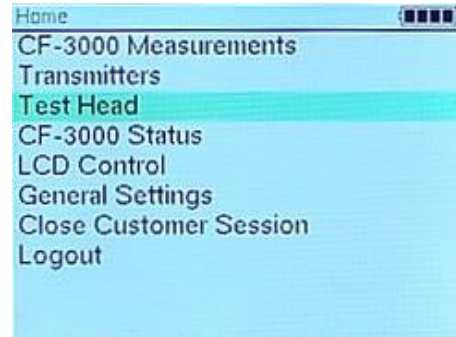 Home
CF-3000 Measurements
Transmitters
Test Head
CF-3000 Status
LCD Control
General Settings
Close Customer Session
Logout